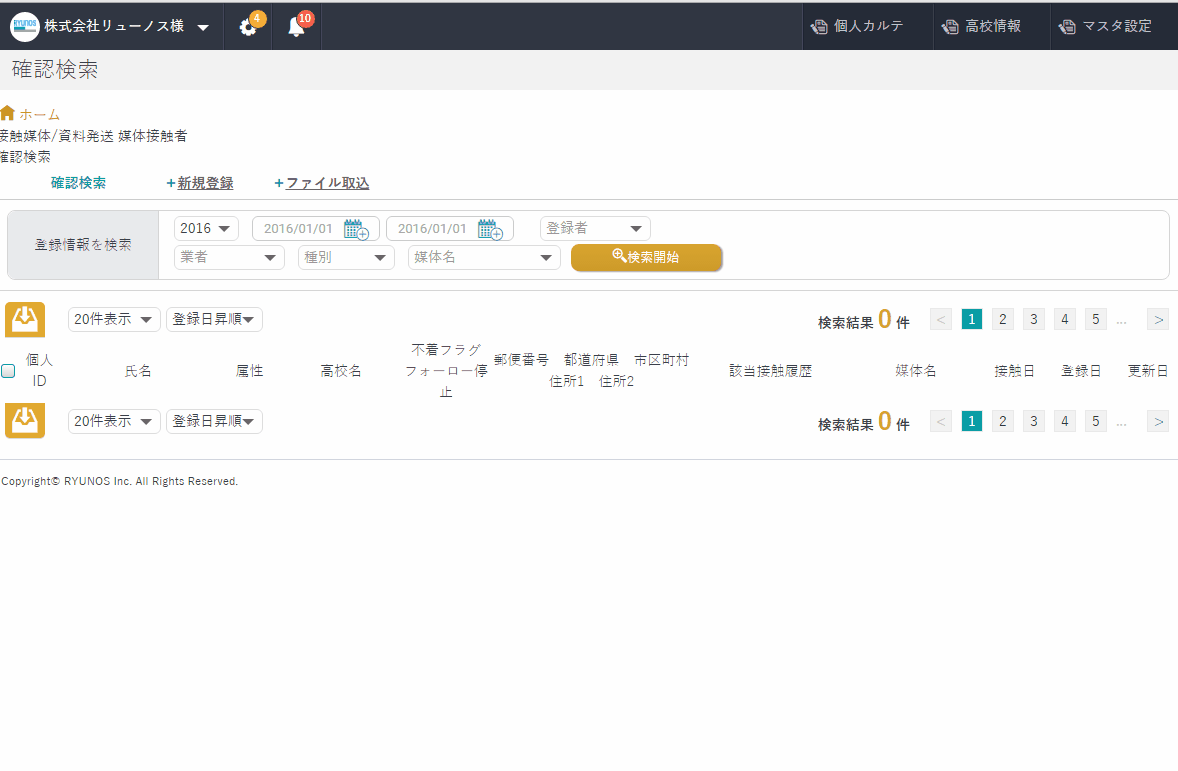 RYUNOS 株式会社リューノス様 4 10 個人カルテ 高校情報 マスタ設定
確認検索
ホーム
接触媒体/資料発送 媒体接触者
確認検索
確認検索 +新規登録 +ファイル取込
登録情報を検索
2016 2016/01/01 2016/01/01 登録者
業者 種別 媒体名 検索開始
20件表示 登録日昇順 検索結果 0 件 < 1 2 3 4 5 ... >
個人ID 氏名 属性 高校名 不着フラグ フォーロー停止 郵便番号 都道府県 市区町村 住所1 住所2 該当接触履歴 媒体名 接触日 登録日 更新日
20件表示 登録日昇順 検索結果 0 件 < 1 2 3 4 5 ... >
Copyright© RYUNOS Inc. All Rights Reserved.